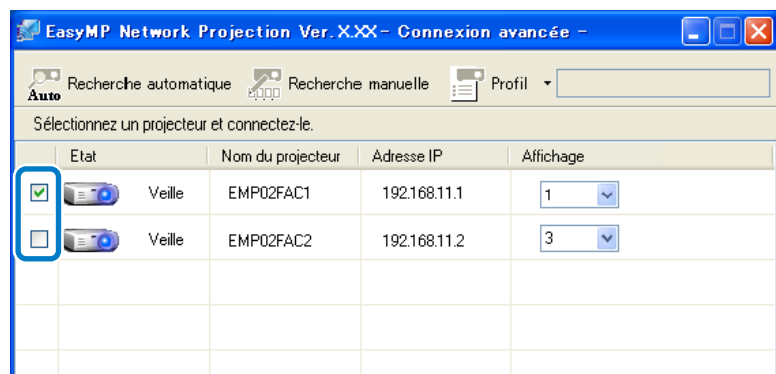 EasyMP Network Projection Ver.X.XX - Connexion avancée -
Auto Recherche automatique Recherche manuelle Profil
Sélectionnez un projecteur et connectez-le.
Etat Nom du projecteur Adresse IP Affichage
Veille EMP02FAC1 192.168.11.1 1
Veille EMP02FAC2 192.168.11.2 3